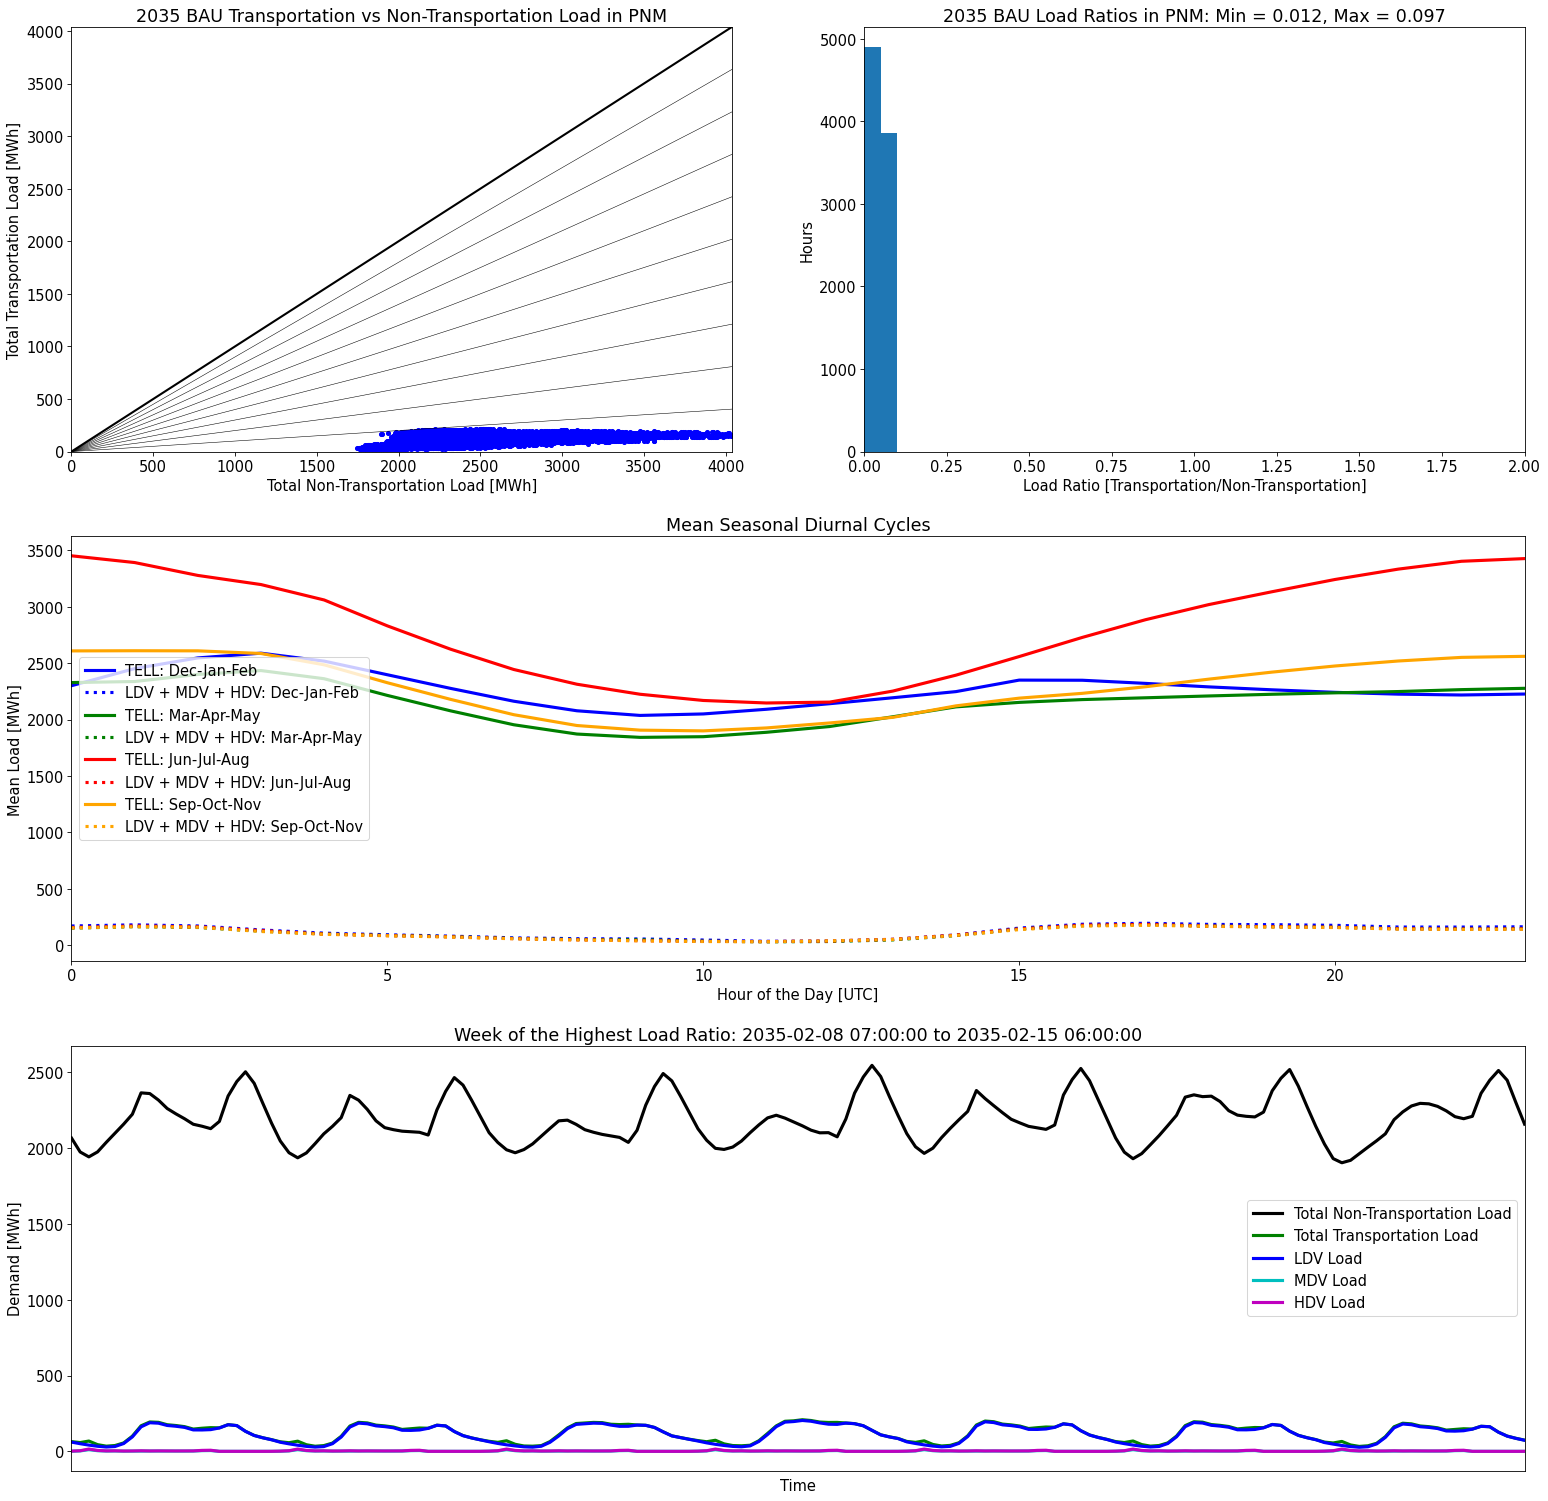 2035 BAU Transportation vs Non-Transportation Load in PNM
4000
3500
3000
2500
2000
1500
1000
500
0
Total Transportation Load [MWh]
0 500 1000 1500 2000 2500 3000 3500 4000
Total Non-Transportation Load [MWh]
2035 BAU Load Ratios in PNM: Min = 0.012, Max = 0.097
5000
4000
3000
2000
1000
0
Hours
0.00 0.25 0.50 0.75 1.00 1.25 1.50 1.75 2.00
Load Ratio [Transportation/Non-Transportation]
Mean Seasonal Diurnal Cycles
3500
3000
2500
2000
1500
1000
500
0
Mean Load [MWh]
TELL: Dec-Jan-Feb
LDV + MDV + HDV: Dec-Jan-Feb
TELL: Mar-Apr-May
LDV + MDV + HDV: Mar-Apr-May
TELL: Jun-Jul-Aug
LDV + MDV + HDV: Jun-Jul-Aug
TELL: Sep-Oct-Nov
LDV + MDV + HDV: Sep-Oct-Nov
0 5 10 15 20
Hour of the Day [UTC]
Week of the Highest Load Ratio: 2035-02-08 07:00:00 to 2035-02-15 06:00:00
2500
2000
1500
1000
500
0
Demand [MWh]
Total Non-Transportation Load
Total Transportation Load
LDV Load
MDV Load
HDV Load
Time